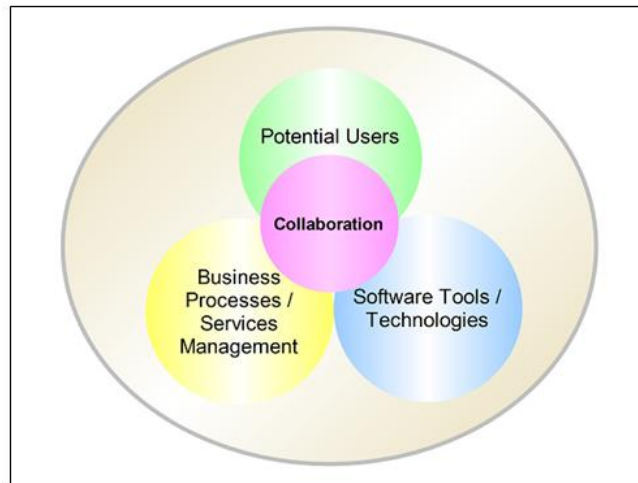 Potential Users
Collaboration
Business
Processes /
Services
Management
Software Tools /
Technologies